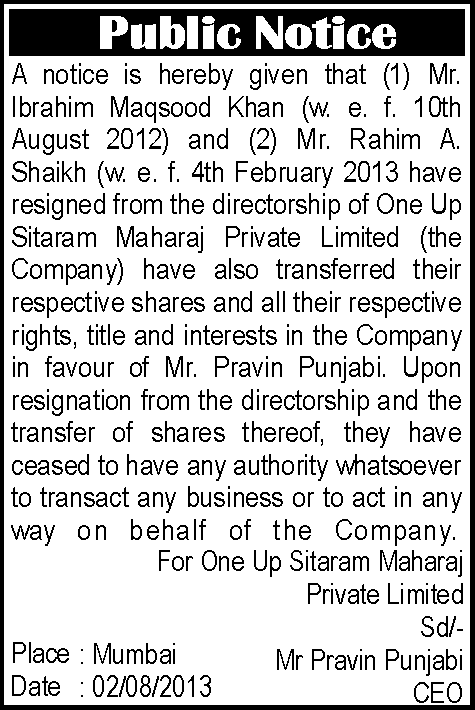 Public Notice
A notice is hereby given that (1) Mr.
Ibrahim Maqsood Khan (w. e. f. 10th
August 2012) and (2) Mr. Rahim A.
Shaikh (w. e. f. 4th February 2013 have
resigned from the directorship of One Up
Sitaram Maharaj Private Limited (the
Company) have also transferred their
respective shares and all their respective
rights, title and interests in the Company
in favour of Mr. Pravin Punjabi. Upon
resignation from the directorship and the
transfer of shares thereof, they have
ceased to have any authority whatsoever
to transact any business or to act in any
way on behalf of the Company.
For One Up Sitaram Maharaj
Private Limited
Sd/-
Place : Mumbai Mr Pravin Punjabi
Date : 02/08/2013 CEO